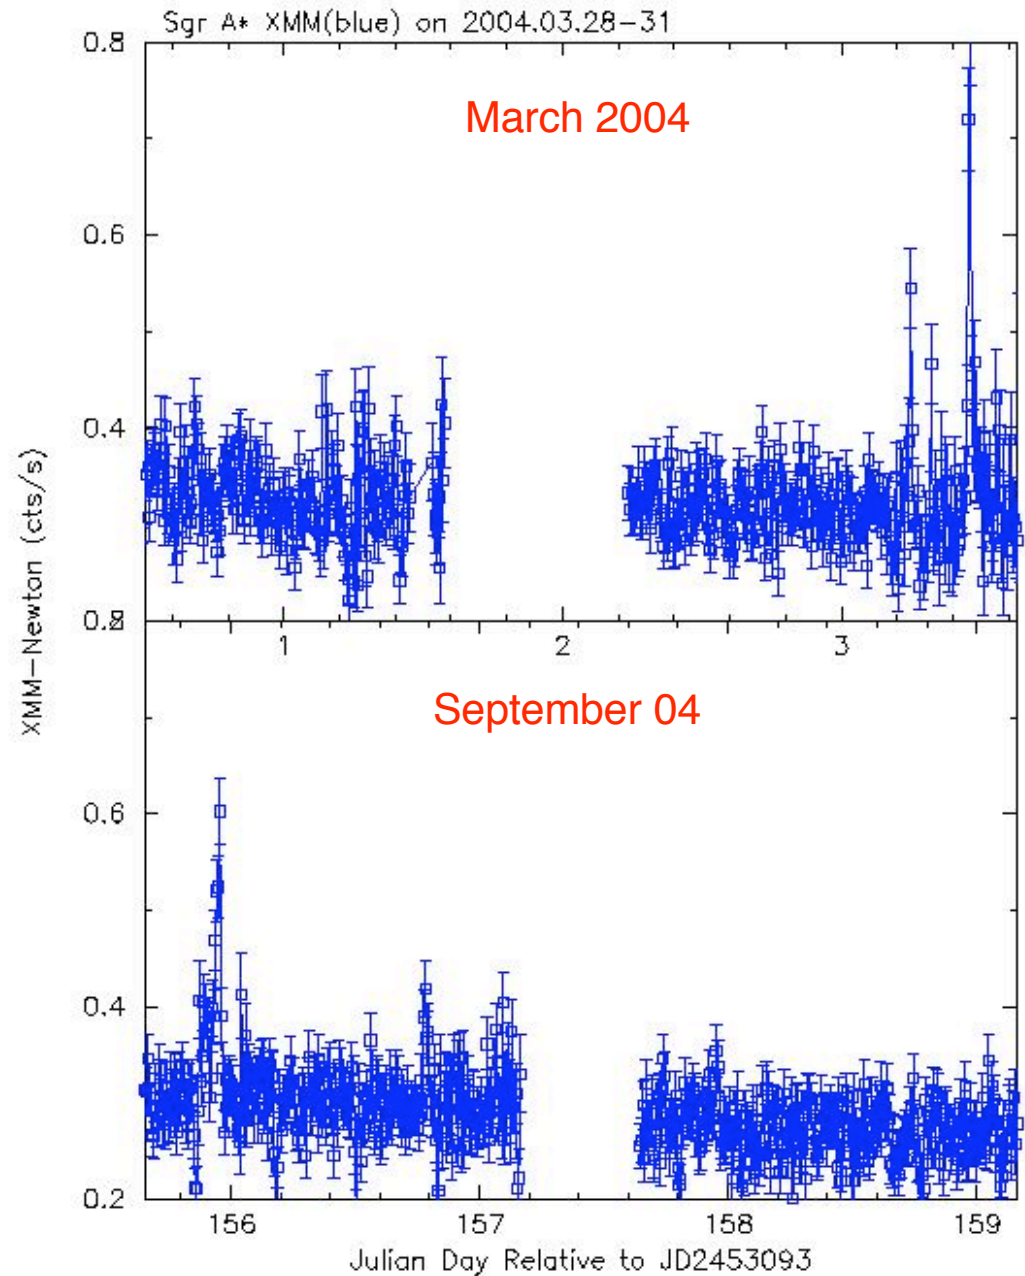 Sgr A* XMM(blue) on 2004.03.28-31
March 2004
0.8
0.6
0.4
1 2 3
XMM-Newton (cts/s)
September 04
0.6
0.4
0.2
156 157 158 159
Julian Day Relative to JD2453093